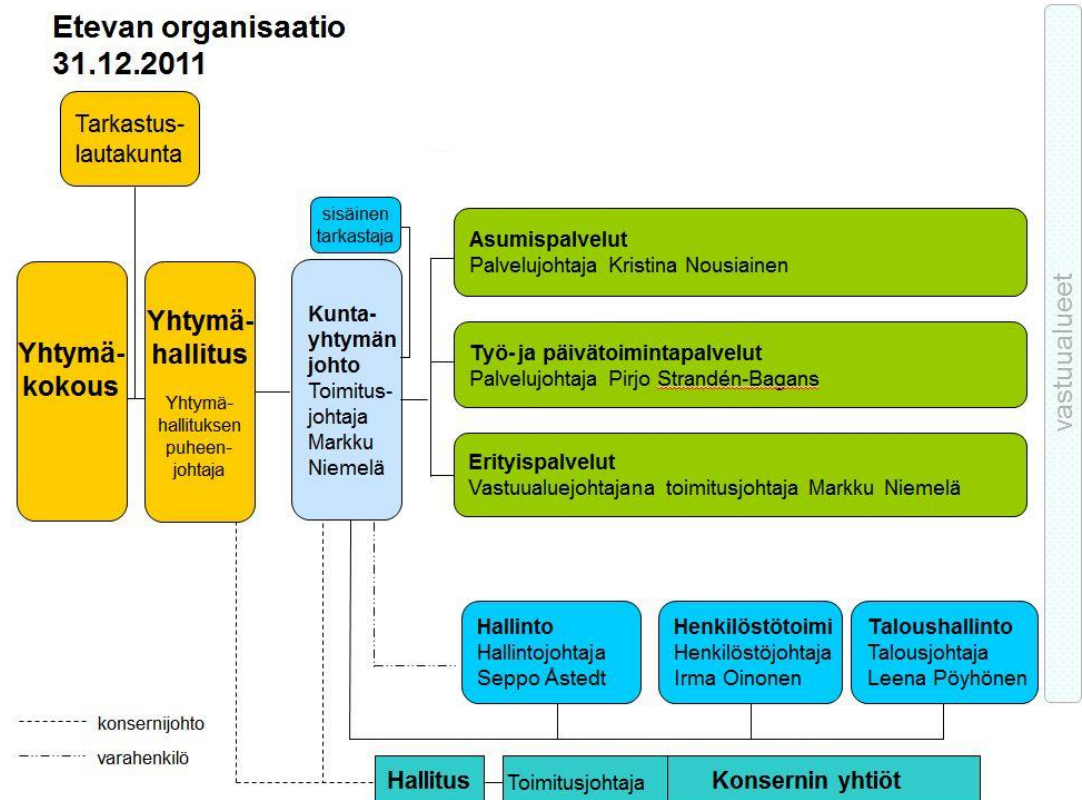 Etevan organisaatio
31.12.2011
Tarkastus-
lautakunta
sisäinen
tarkastaja
Yhtymä-
kokous
Yhtymä-
hallitus
Yhtymä-
hallituksen
puheen-
johtaja
Kunta-
yhtymän
johto
Toimitus-
johtaja
Markku
Niemelä
Asumispalvelut
Palvelujohtaja Kristina Nousiainen
Työ- ja päivätoimintapalvelut
Palvelujohtaja Pirjo Strandén-Bagans
Erityispalvelut
Vastuualuejohtajana toimitusjohtaja Markku Niemelä
vastuualueet
Hallinto
Hallintojohtaja
Seppo Åstedt
Henkilöstötoimi
Henkilöstöjohtaja
Irma Oinonen
Taloushallinto
Talousjohtaja
Leena Pöyhönen
konsernijohto
varahenkilö
Hallitus
Toimitusjohtaja
Konsernin yhtiöt